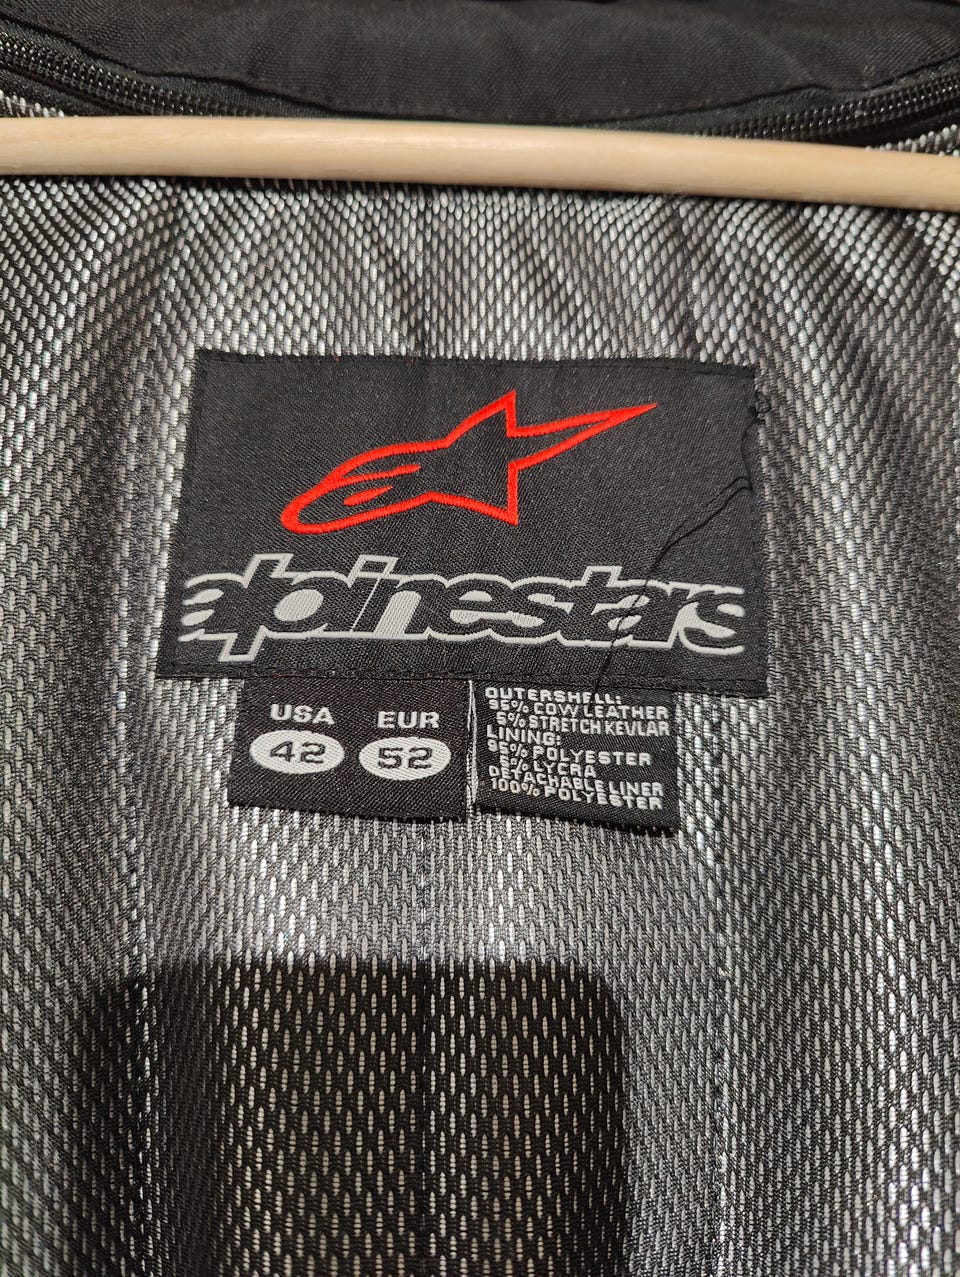 alpinestars
USA EUR
42 52
OUTERSHELL:
95% COW LEATHER
5% STRETCH KEVLAR
LINING:
95% POLYESTER
5% LYCRA
DETACHABLE LINER
100% POLYESTER